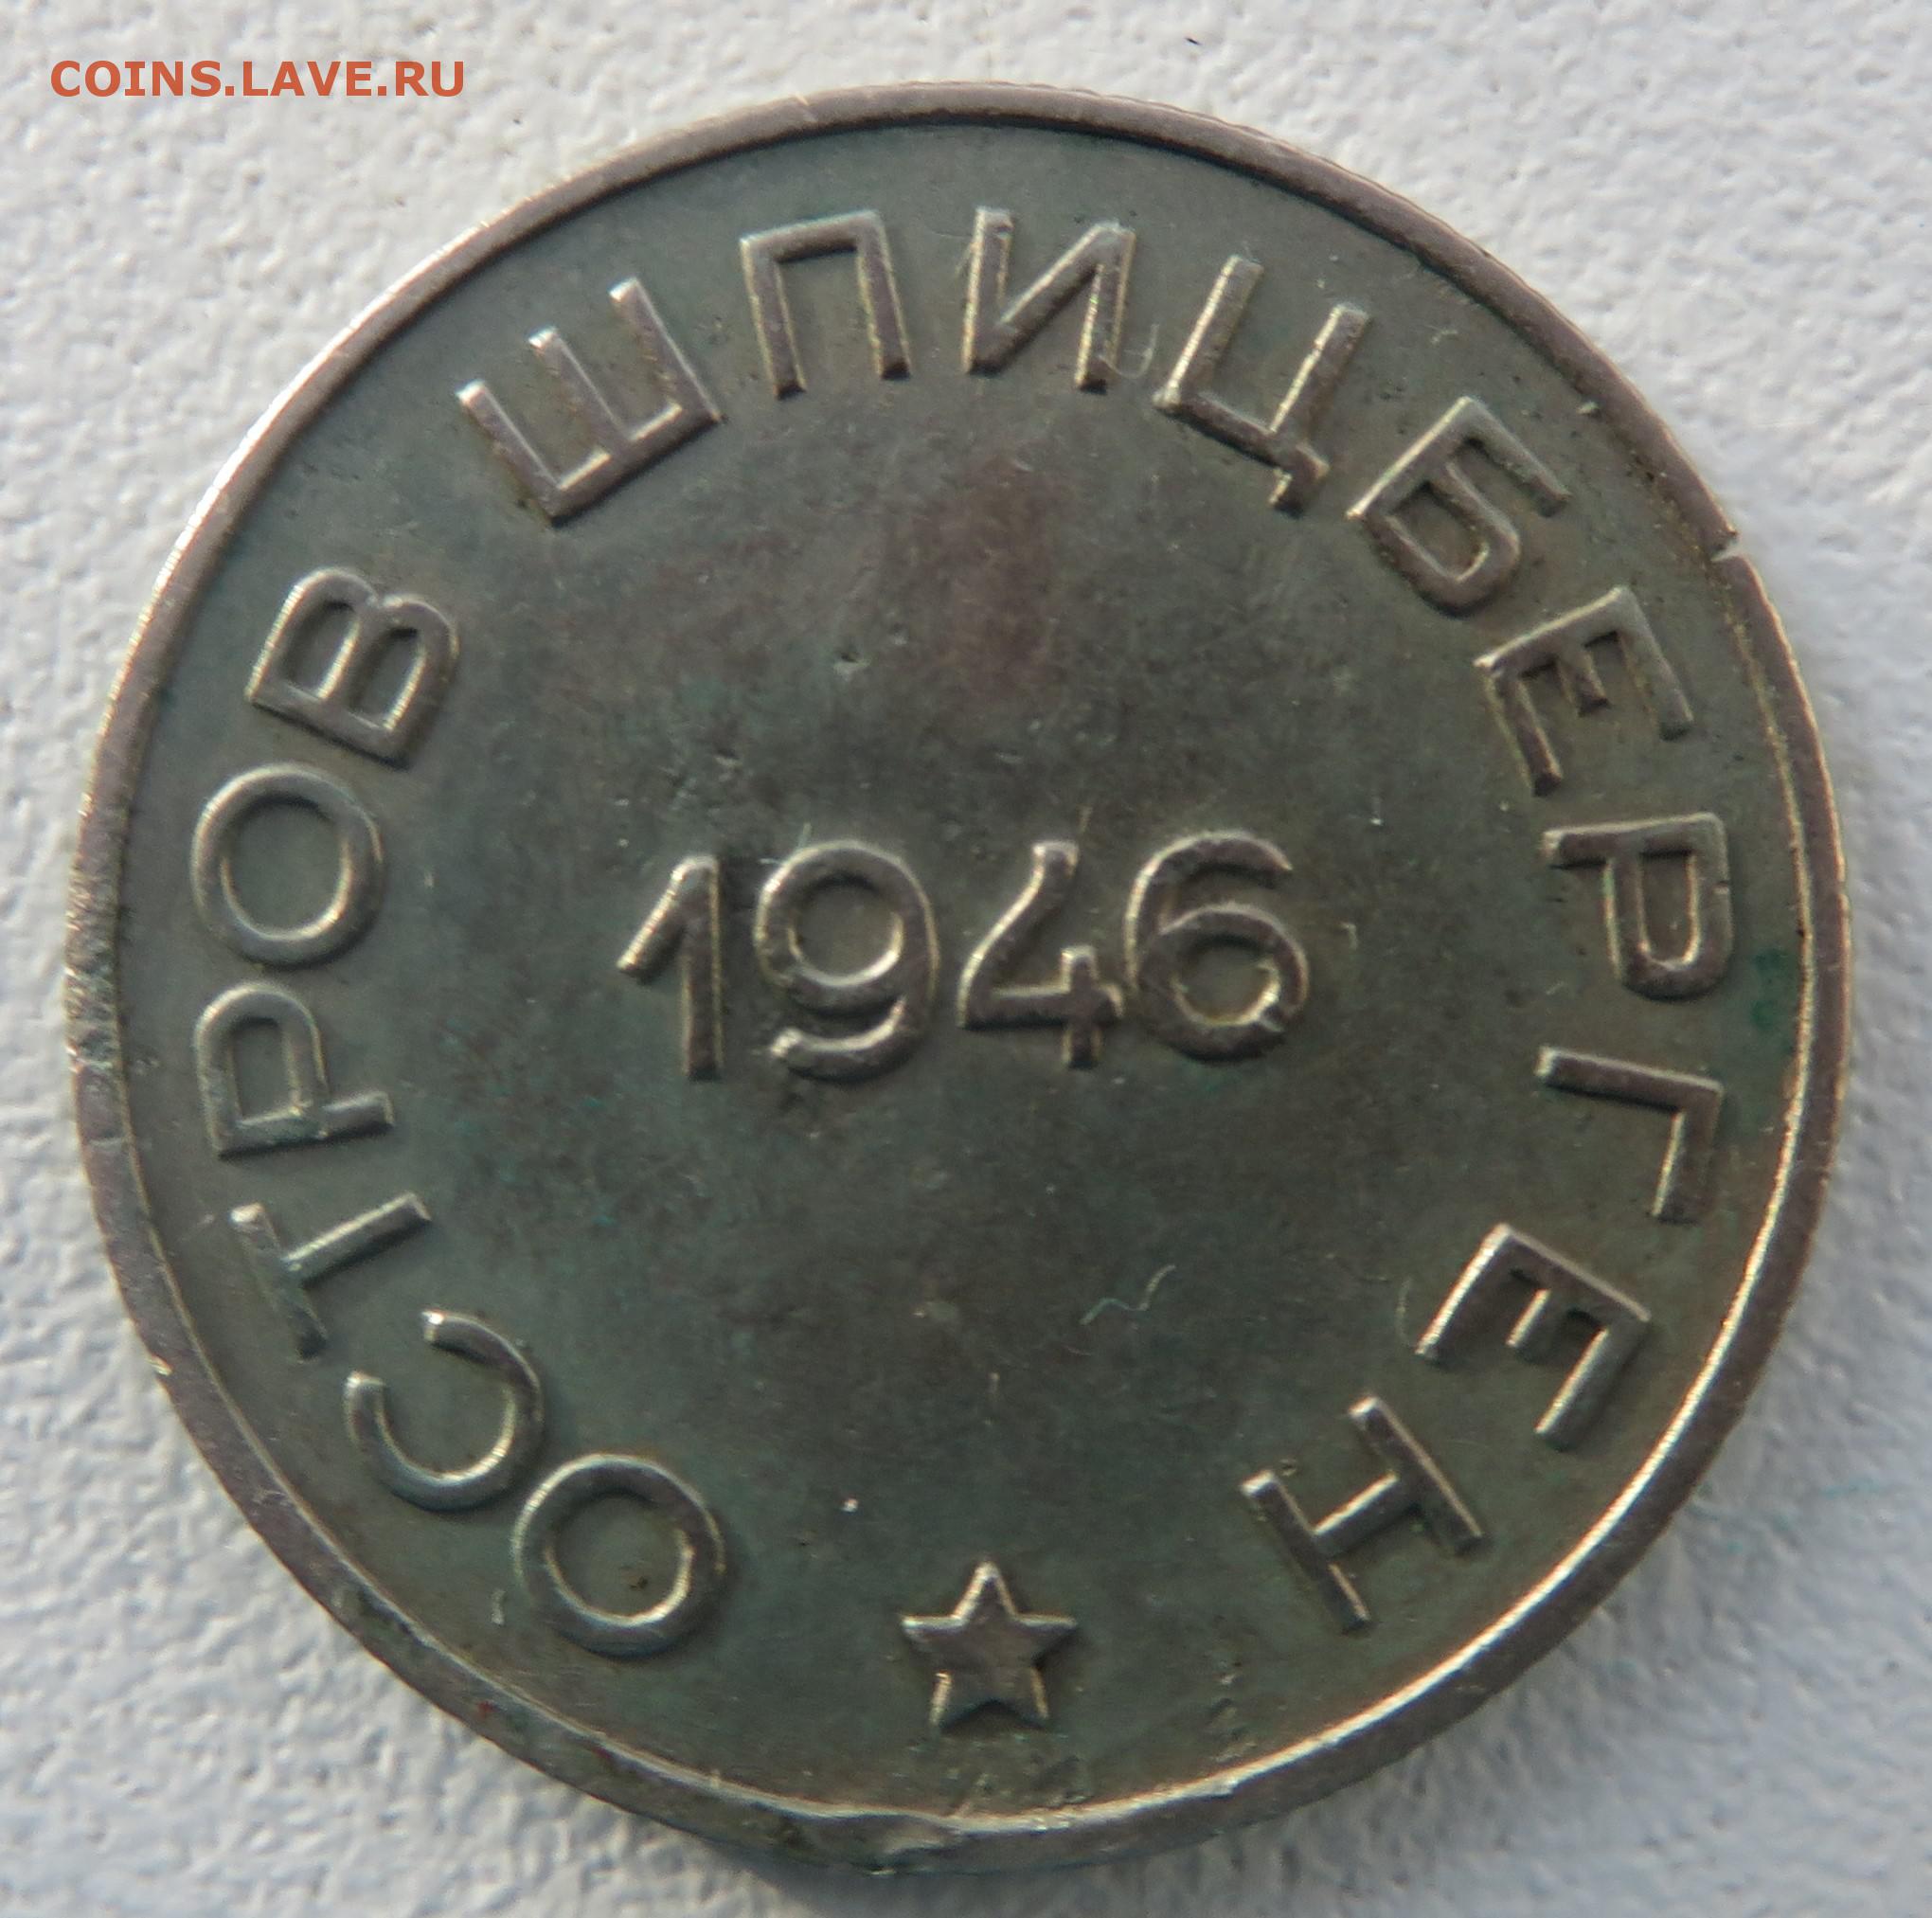 COINS.LAVE.RU
ОСТРОВ ШПИЦБЕРГЕН
1946